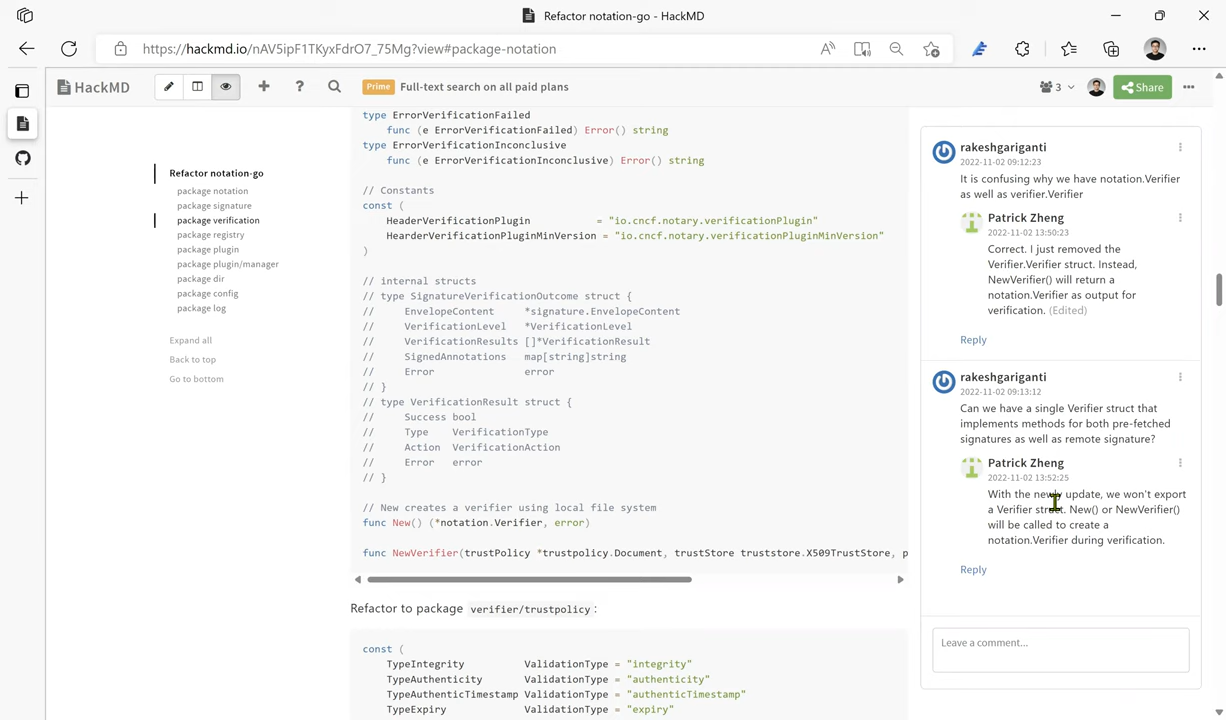 Refactor notation-go - HackMD
https://hackmd.io/nAV5ipF1TKyxFdrO7_75Mg?view#package-notation
HackMD
Prime Full-text search on all paid plans
3
Share
Refactor notation-go
package notation
package signature
package verification
package registry
package plugin
package plugin/manager
package dir
package config
package log
Expand all
Back to top
Go to bottom
type ErrorVerificationFailed
func (e ErrorVerificationFailed) Error() string
type ErrorVerificationInconclusive
func (e ErrorVerificationInconclusive) Error() string
// Constants
const (
HeaderVerificationPlugin = "io.cncf.notary.verificationPlugin"
HearderVerificationPluginMinVersion = "io.cncf.notary.verificationPluginMinVersion"
)
// internal structs
// type SignatureVerificationOutcome struct {
// EnvelopeContent *signature.EnvelopeContent
// VerificationLevel *VerificationLevel
// VerificationResults []*VerificationResult
// SignedAnnotations map[string]string
// Error error
// }
// type VerificationResult struct {
// Success bool
// Type VerificationType
// Action VerificationAction
// Error error
// }
// New creates a verifier using local file system
func New() (*notation.Verifier, error)
func NewVerifier(trustPolicy *trustpolicy.Document, trustStore truststore.X509TrustStore, p
Refactor to package verifier/trustpolicy:
const (
TypeIntegrity ValidationType = "integrity"
TypeAuthenticity ValidationType = "authenticity"
TypeAuthenticTimestamp ValidationType = "authenticTimestamp"
TypeExpiry ValidationType = "expiry"
rakeshgariganti
2022-11-02 09:12:23
It is confusing why we have notation.Verifier
as well as verifier.Verifier
Patrick Zheng
2022-11-02 13:50:23
Correct. I just removed the
Verifier.Verifier struct. Instead,
NewVerifier() will return a
notation.Verifier as output for
verification. (Edited)
Reply
rakeshgariganti
2022-11-02 09:13:12
Can we have a single Verifier struct that
implements methods for both pre-fetched
signatures as well as remote signature?
Patrick Zheng
2022-11-02 13:52:25
With the newly update, we won't export
a Verifier struct. New() or NewVerifier()
will be called to create a
notation.Verifier during verification.
Reply
Leave a comment...